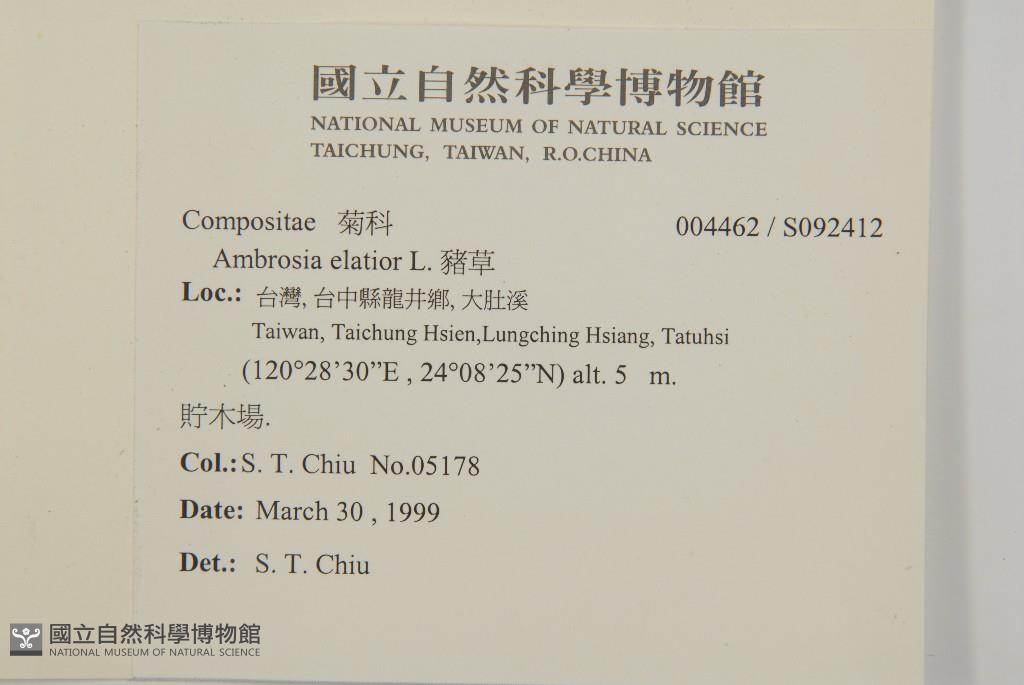 國立自然科學博物館
NATIONAL MUSEUM OF NATURAL SCIENCE
TAICHUNG, TAIWAN, R.O.CHINA
Compositae 菊科 004462 / S092412
Ambrosia elatior L. 豬草
Loc.: 台灣, 台中縣龍井鄉, 大肚溪
Taiwan, Taichung Hsien,Lungching Hsiang, Tatuhsi
(120°28’30”E , 24°08’25”N) alt. 5 m.
貯木場.
Col.:S. T. Chiu No.05178
Date: March 30 , 1999
Det.: S. T. Chiu
國立自然科學博物館
NATIONAL MUSEUM OF NATURAL SCIENCE